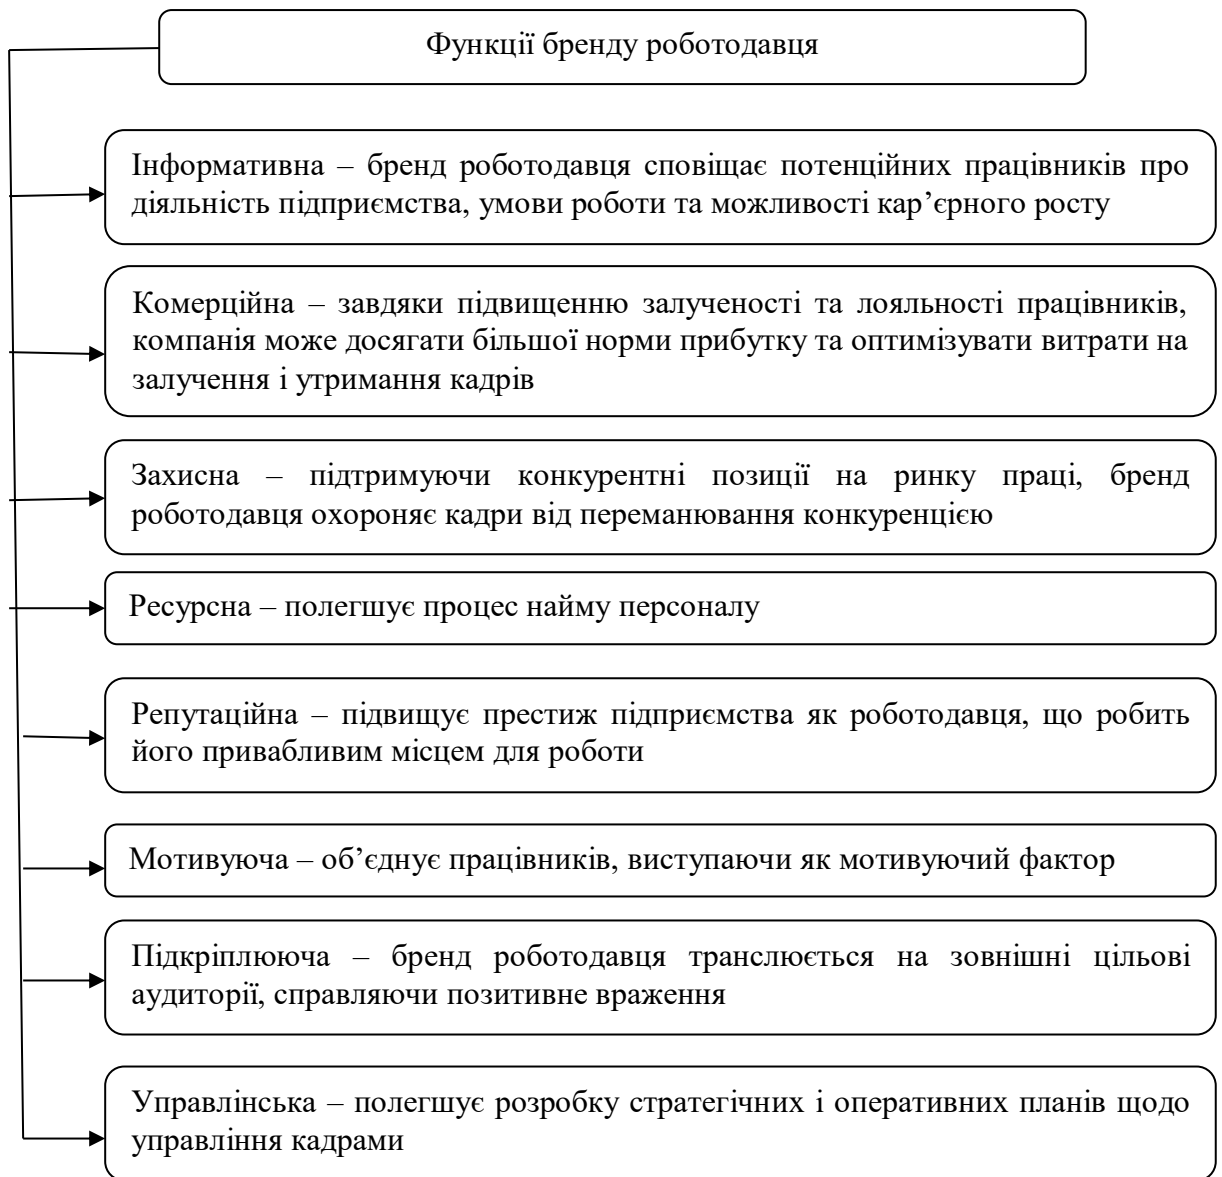 Функції бренду роботодавця
Інформативна – бренд роботодавця сповіщає потенційних працівників про
діяльність підприємства, умови роботи та можливості кар’єрного росту
Комерційна – завдяки підвищенню залученості та лояльності працівників,
компанія може досягати більшої норми прибутку та оптимізувати витрати на
залучення і утримання кадрів
Захисна – підтримуючи конкурентні позиції на ринку праці, бренд
роботодавця охороняє кадри від переманювання конкуренцією
Ресурсна – полегшує процес найму персоналу
Репутаційна – підвищує престиж підприємства як роботодавця, що робить
його привабливим місцем для роботи
Мотивуюча – об’єднує працівників, виступаючи як мотивуючий фактор
Підкріплююча – бренд роботодавця транслюється на зовнішні цільові
аудиторії, справляючи позитивне враження
Управлінська – полегшує розробку стратегічних і оперативних планів щодо
управління кадрами